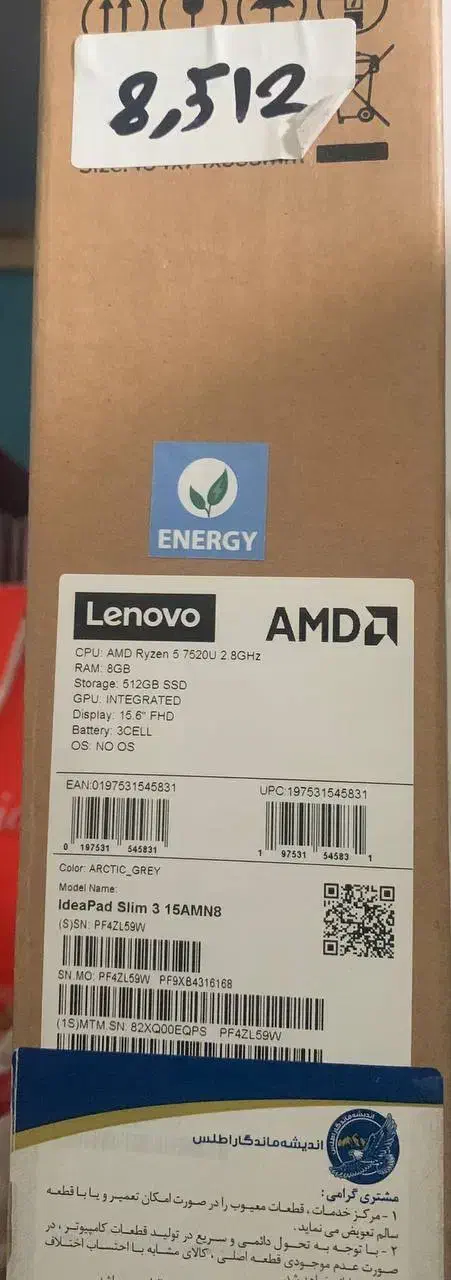 8,512
ENERGY
Lenovo AMD
CPU: AMD Ryzen 5 7520U 2.8GHz
RAM: 8GB
Storage: 512GB SSD
GPU: INTEGRATED
Display: 15.6" FHD
Battery: 3CELL
OS: NO OS
EAN:0197531545831 UPC:197531545831
0 197531 545831 1 97531 54583 1
Color: ARCTIC_GREY
Model Name:
IdeaPad Slim 3 15AMN8
(S)SN: PF4ZL59W
SN.MO: PF4ZL59W PF9XB4316168
(1S)MTM.SN: 82XQ00EQPS PF4ZL59W
اندیشه ماندگار اطلس
مشتری گرامی:
۱- مرکز خدمات، قطعات معیوب را در صورت امکان تعمیر و یا با قطعه
سالم تعویض می نماید.
۲- با توجه به تحول دائمی و سریع در تولید قطعات کامپیوتر، در
صورت عدم موجودی قطعه اصلی، کالای مشابه با احتساب اختلاف